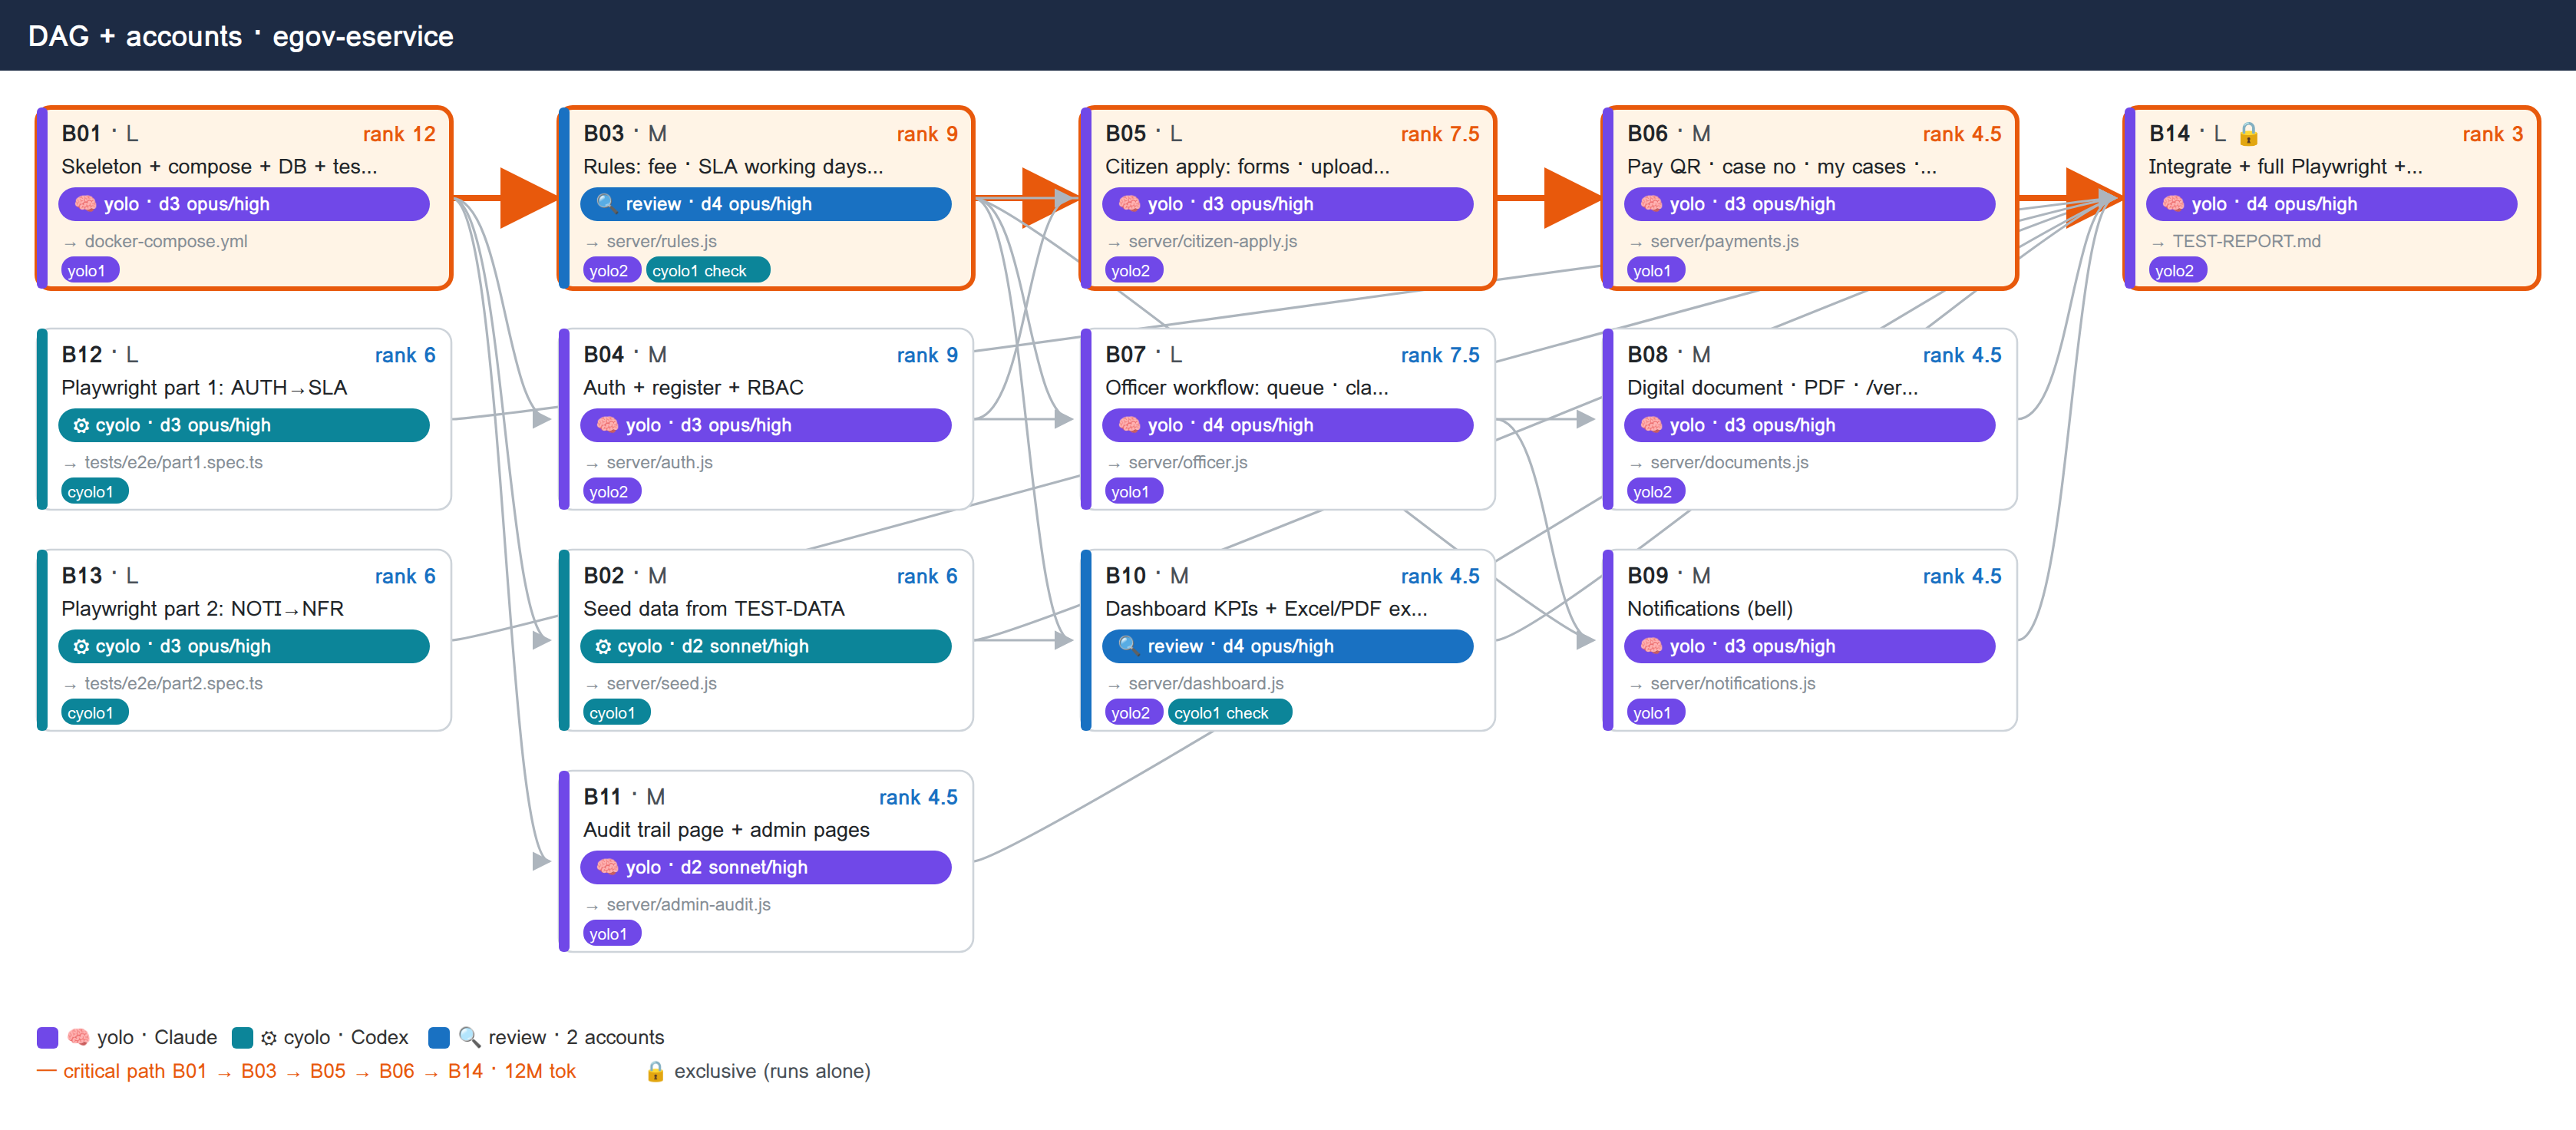 DAG + accounts · egov-eservice
B01 · L rank 12
Skeleton + compose + DB + tes...
🧠 yolo · d3 opus/high
→ docker-compose.yml
yolo1
B03 · M rank 9
Rules: fee · SLA working days...
🔍 review · d4 opus/high
→ server/rules.js
yolo2 cyolo1 check
B05 · L rank 7.5
Citizen apply: forms · upload...
🧠 yolo · d3 opus/high
→ server/citizen-apply.js
yolo2
B06 · M rank 4.5
Pay QR · case no · my cases ·...
🧠 yolo · d3 opus/high
→ server/payments.js
yolo1
B14 · L 🔒 rank 3
Integrate + full Playwright +...
🧠 yolo · d4 opus/high
→ TEST-REPORT.md
yolo2
B12 · L rank 6
Playwright part 1: AUTH→SLA
⚙ cyolo · d3 opus/high
→ tests/e2e/part1.spec.ts
cyolo1
B04 · M rank 9
Auth + register + RBAC
🧠 yolo · d3 opus/high
→ server/auth.js
yolo2
B07 · L rank 7.5
Officer workflow: queue · cla...
🧠 yolo · d4 opus/high
→ server/officer.js
yolo1
B08 · M rank 4.5
Digital document · PDF · /ver...
🧠 yolo · d3 opus/high
→ server/documents.js
yolo2
B13 · L rank 6
Playwright part 2: NOTI→NFR
⚙ cyolo · d3 opus/high
→ tests/e2e/part2.spec.ts
cyolo1
B02 · M rank 6
Seed data from TEST-DATA
⚙ cyolo · d2 sonnet/high
→ server/seed.js
cyolo1
B10 · M rank 4.5
Dashboard KPIs + Excel/PDF ex...
🔍 review · d4 opus/high
→ server/dashboard.js
yolo2 cyolo1 check
B09 · M rank 4.5
Notifications (bell)
🧠 yolo · d3 opus/high
→ server/notifications.js
yolo1
B11 · M rank 4.5
Audit trail page + admin pages
🧠 yolo · d2 sonnet/high
→ server/admin-audit.js
yolo1
🧠 yolo · Claude ⚙ cyolo · Codex 🔍 review · 2 accounts
— critical path B01 → B03 → B05 → B06 → B14 · 12M tok 🔒 exclusive (runs alone)